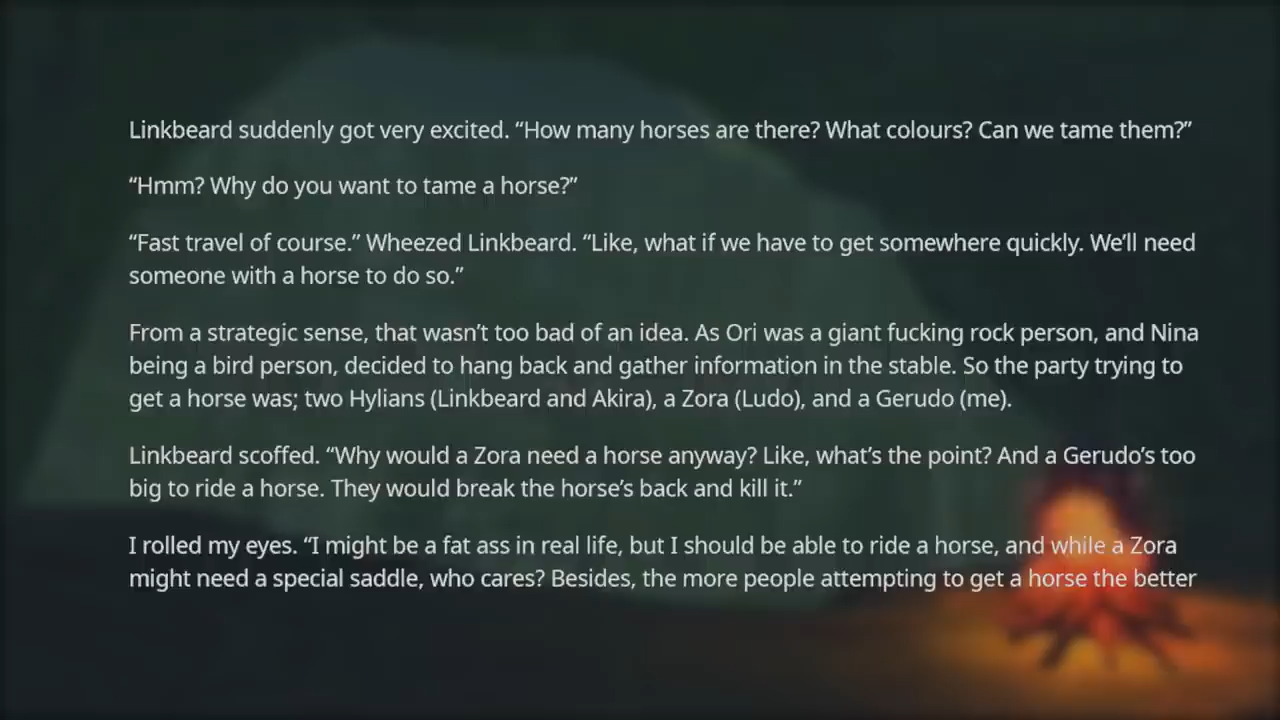 Linkbeard suddenly got very excited. “How many horses are there? What colours? Can we tame them?”
“Hmm? Why do you want to tame a horse?”
“Fast travel of course.” Wheezed Linkbeard. “Like, what if we have to get somewhere quickly. We’ll need
someone with a horse to do so.”
From a strategic sense, that wasn’t too bad of an idea. As Ori was a giant fucking rock person, and Nina
being a bird person, decided to hang back and gather information in the stable. So the party trying to
get a horse was; two Hylians (Linkbeard and Akira), a Zora (Ludo), and a Gerudo (me).
Linkbeard scoffed. “Why would a Zora need a horse anyway? Like, what’s the point? And a Gerudo’s too
big to ride a horse. They would break the horse’s back and kill it.”
I rolled my eyes. “I might be a fat ass in real life, but I should be able to ride a horse, and while a Zora
might need a special saddle, who cares? Besides, the more people attempting to get a horse the better